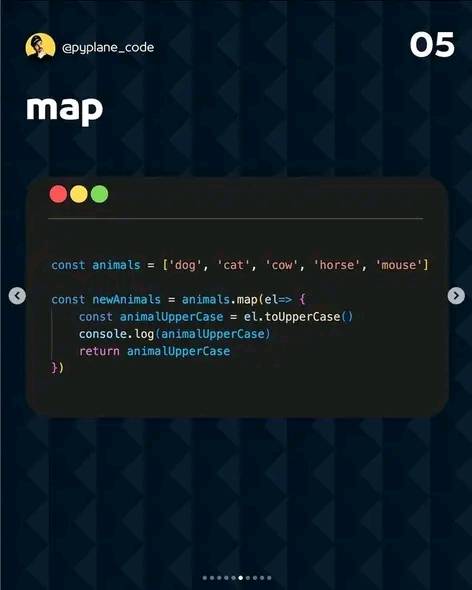 @pyplane_code
05
map
const animals = ['dog', 'cat', 'cow', 'horse', 'mouse']
const newAnimals = animals.map(el=> {
    const animalUpperCase = el.toUpperCase()
    console.log(animalUpperCase)
    return animalUpperCase
})